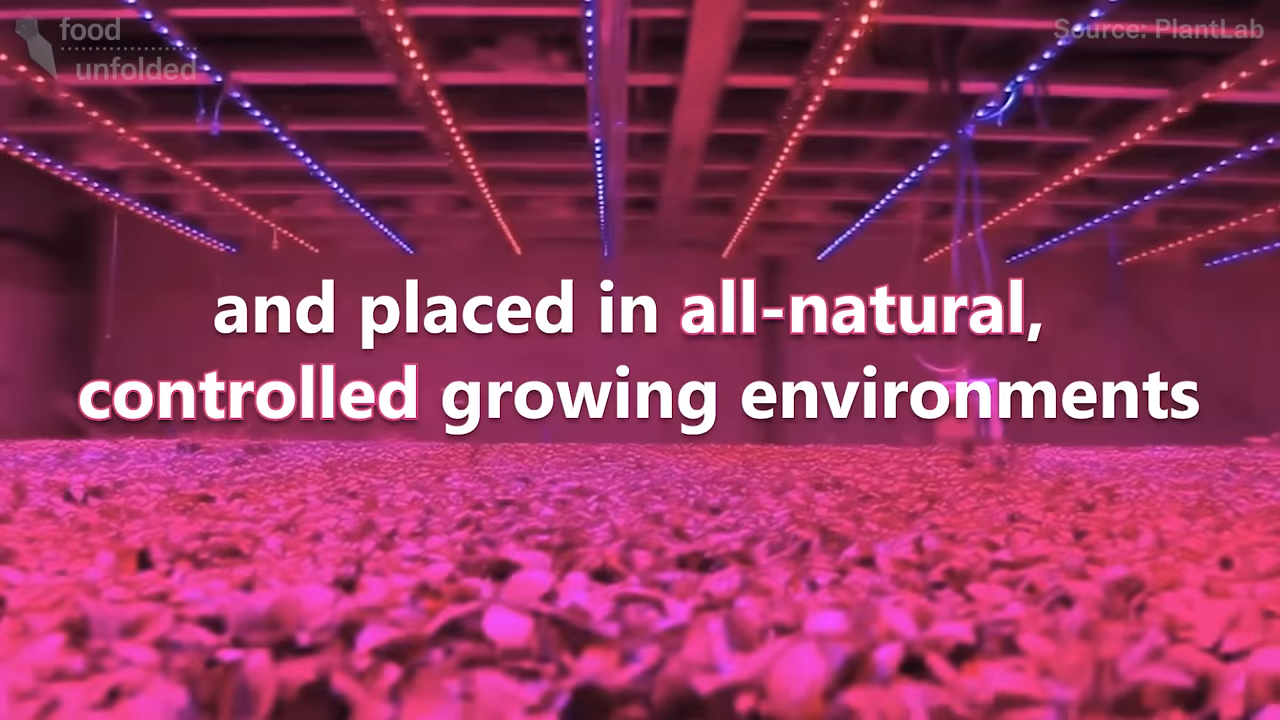 food
unfolded
Source: PlantLab
and placed in all-natural,
controlled growing environments